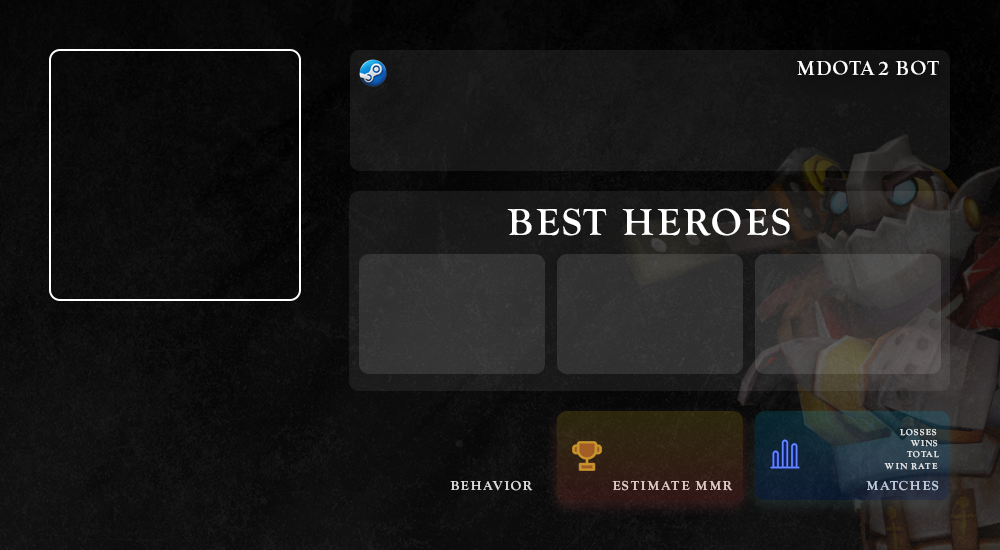 MDOTA 2 BOT
BEST HEROES
BEHAVIOR
ESTIMATE MMR
LOSSES
WINS
TOTAL
WIN RATE
MATCHES